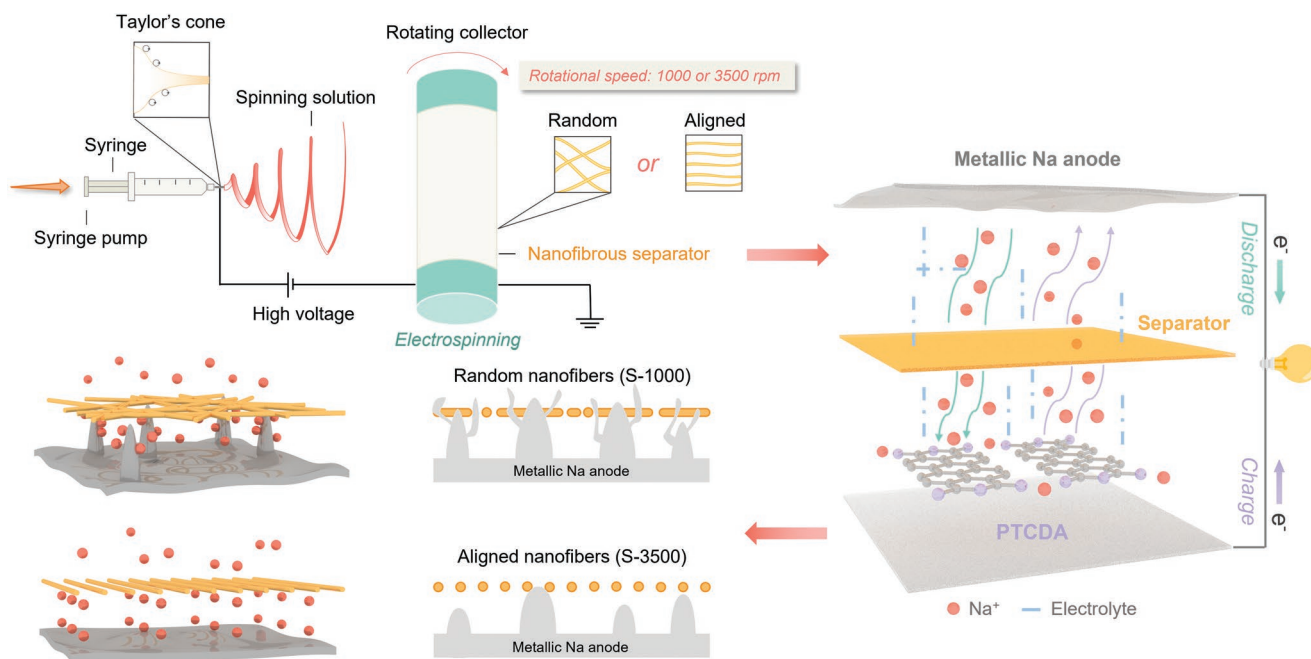 Taylor's cone
Rotating collector
Rotational speed: 1000 or 3500 rpm
Spinning solution
Random
Aligned
or
Syringe
Syringe pump
Nanofibrous separator
High voltage
Electrospinning
Metallic Na anode
Discharge
e-
Separator
Charge
e-
PTCDA
Na⁺
Electrolyte
Random nanofibers (S-1000)
Metallic Na anode
Aligned nanofibers (S-3500)
Metallic Na anode